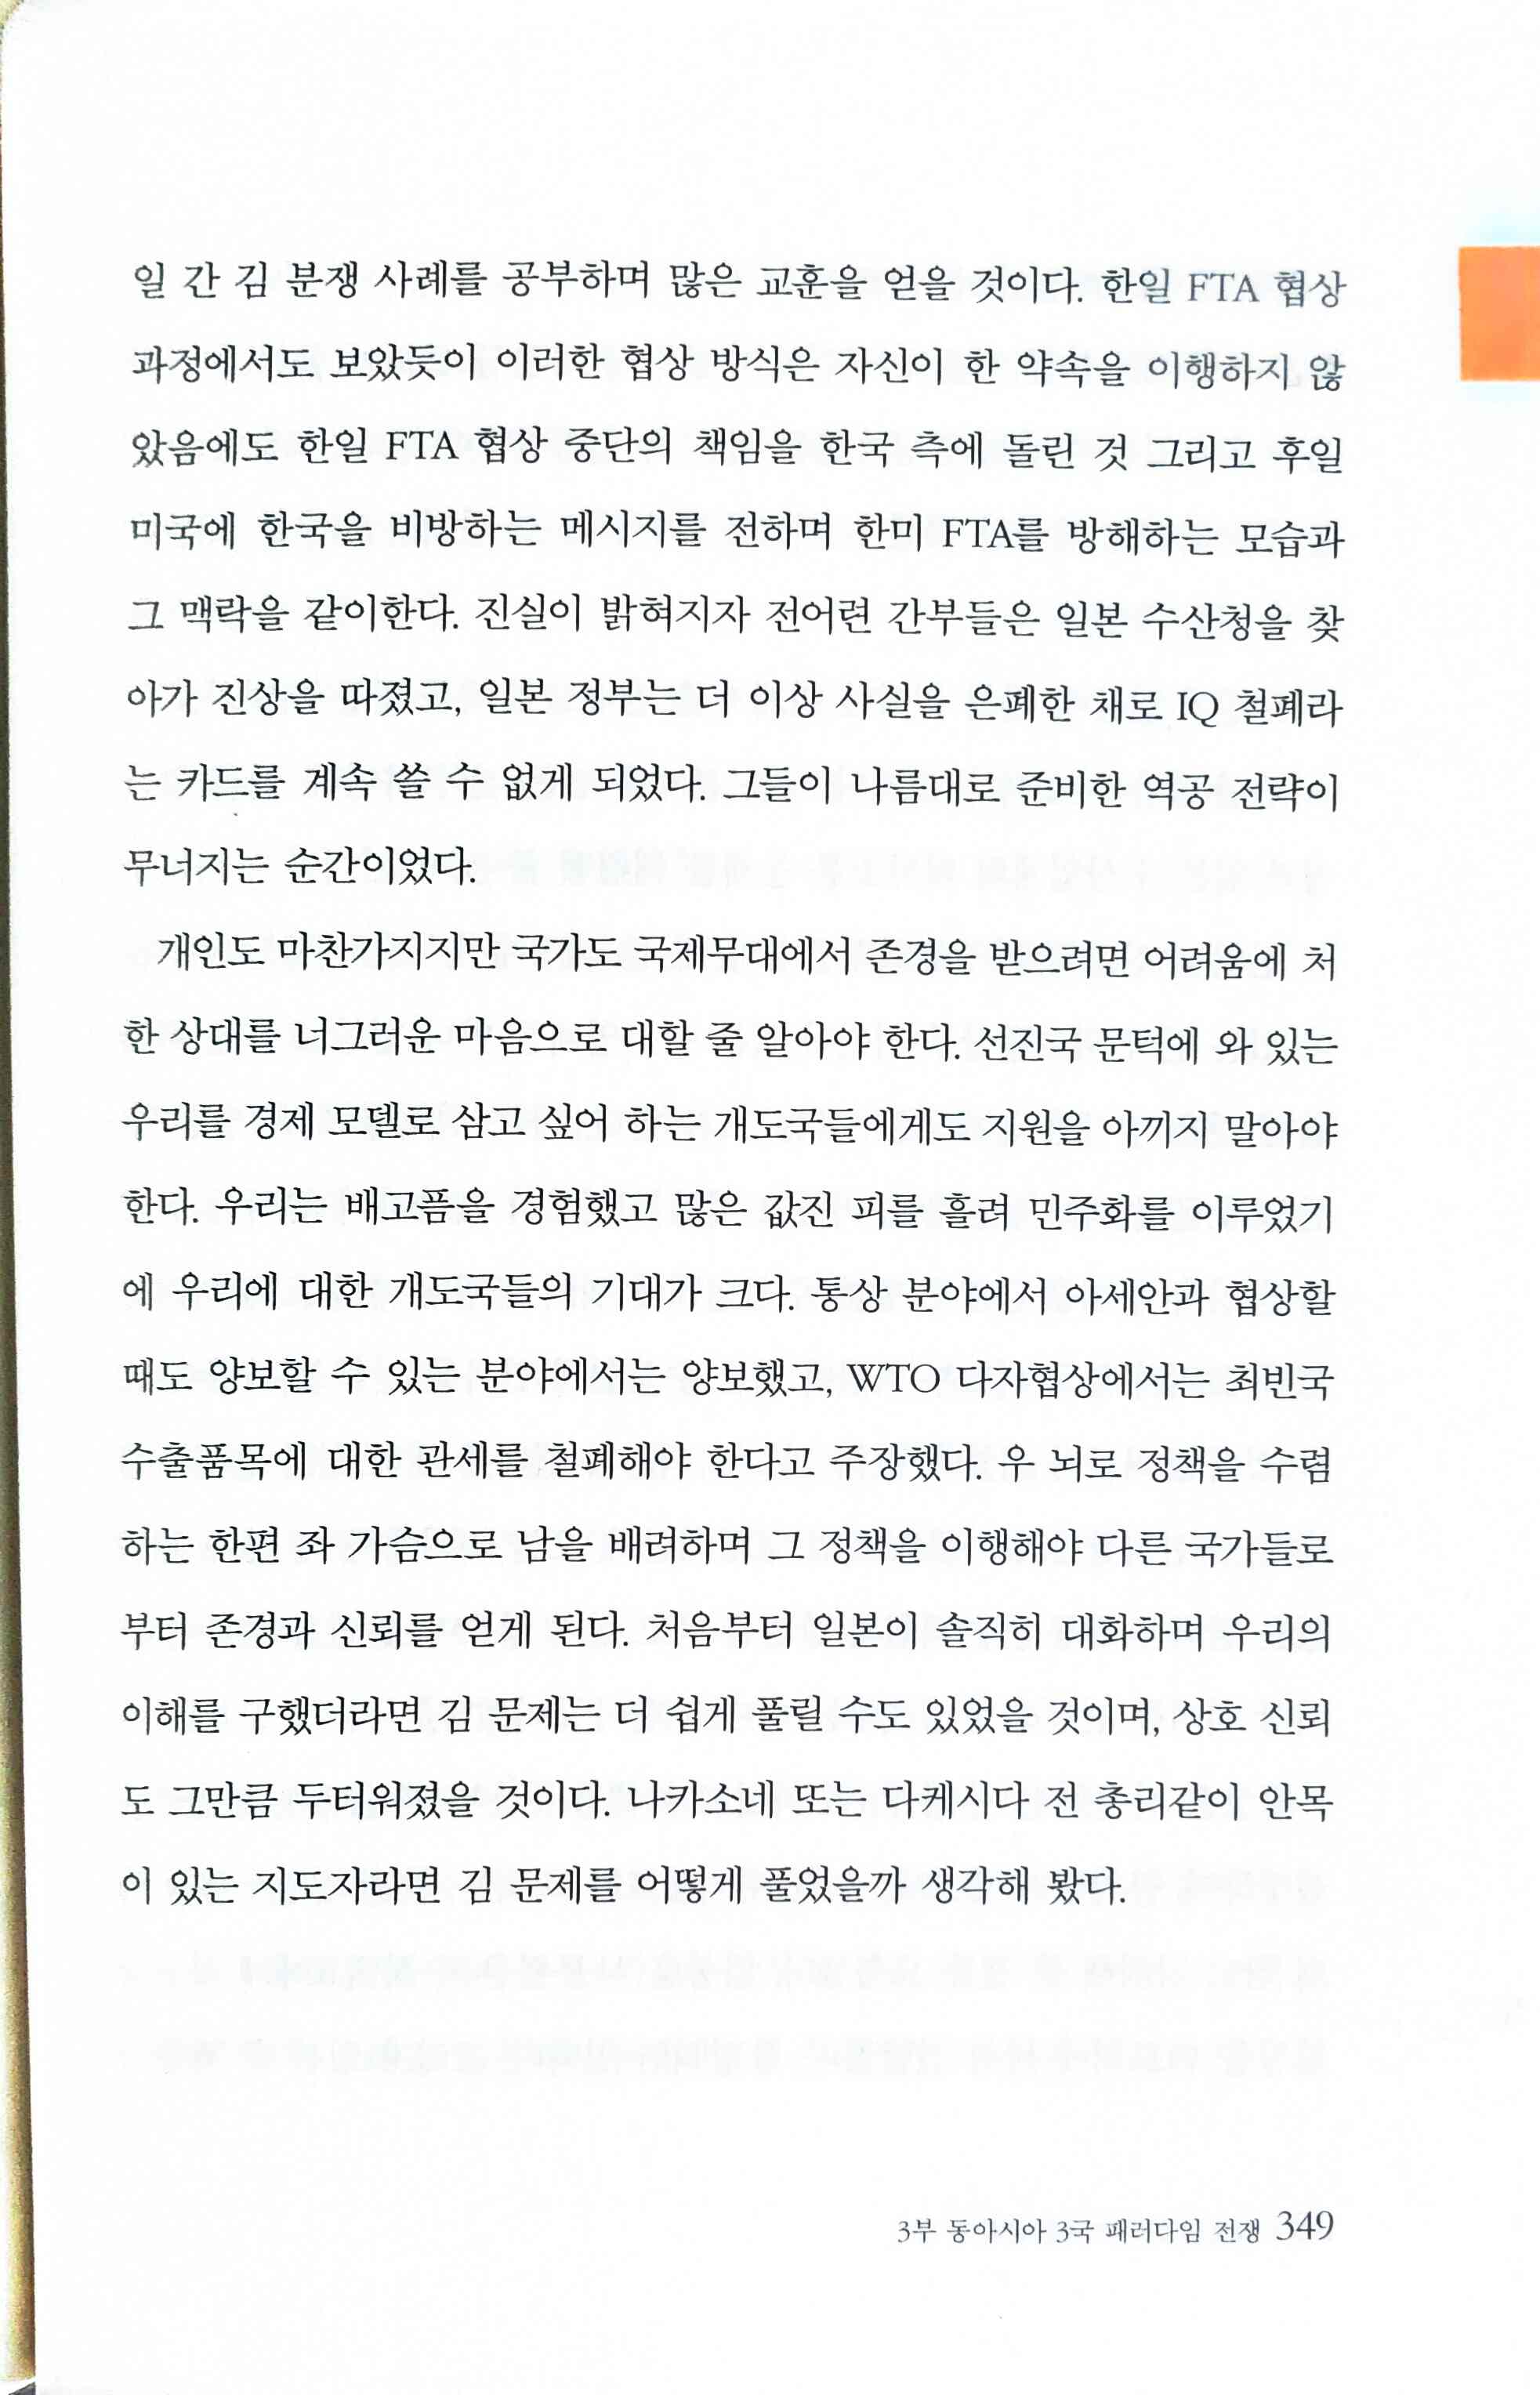 일 간 김 분쟁 사례를 공부하며 많은 교훈을 얻을 것이다. 한일 FTA 협상
과정에서도 보았듯이 이러한 협상 방식은 자신이 한 약속을 이행하지 않
았음에도 한일 FTA 협상 중단의 책임을 한국 측에 돌린 것 그리고 후일
미국에 한국을 비방하는 메시지를 전하며 한미 FTA를 방해하는 모습과
그 맥락을 같이한다. 진실이 밝혀지자 전어련 간부들은 일본 수산청을 찾
아가 진상을 따졌고, 일본 정부는 더 이상 사실을 은폐한 채로 IQ 철폐라
는 카드를 계속 쓸 수 없게 되었다. 그들이 나름대로 준비한 역공 전략이
무너지는 순간이었다.
개인도 마찬가지지만 국가도 국제무대에서 존경을 받으려면 어려움에 처
한 상대를 너그러운 마음으로 대할 줄 알아야 한다. 선진국 문턱에 와 있는
우리를 경제 모델로 삼고 싶어 하는 개도국들에게도 지원을 아끼지 말아야
한다. 우리는 배고픔을 경험했고 많은 값진 피를 흘려 민주화를 이루었기
에 우리에 대한 개도국들의 기대가 크다. 통상 분야에서 아세안과 협상할
때도 양보할 수 있는 분야에서는 양보했고, WTO 다자협상에서는 최빈국
수출품목에 대한 관세를 철폐해야 한다고 주장했다. 우 뇌로 정책을 수렴
하는 한편 좌 가슴으로 남을 배려하며 그 정책을 이행해야 다른 국가들로
부터 존경과 신뢰를 얻게 된다. 처음부터 일본이 솔직히 대화하며 우리의
이해를 구했더라면 김 문제는 더 쉽게 풀릴 수도 있었을 것이며, 상호 신뢰
도 그만큼 두터워졌을 것이다. 나카소네 또는 다케시다 전 총리같이 안목
이 있는 지도자라면 김 문제를 어떻게 풀었을까 생각해 봤다.
3부 동아시아 3국 패러다임 전쟁 349